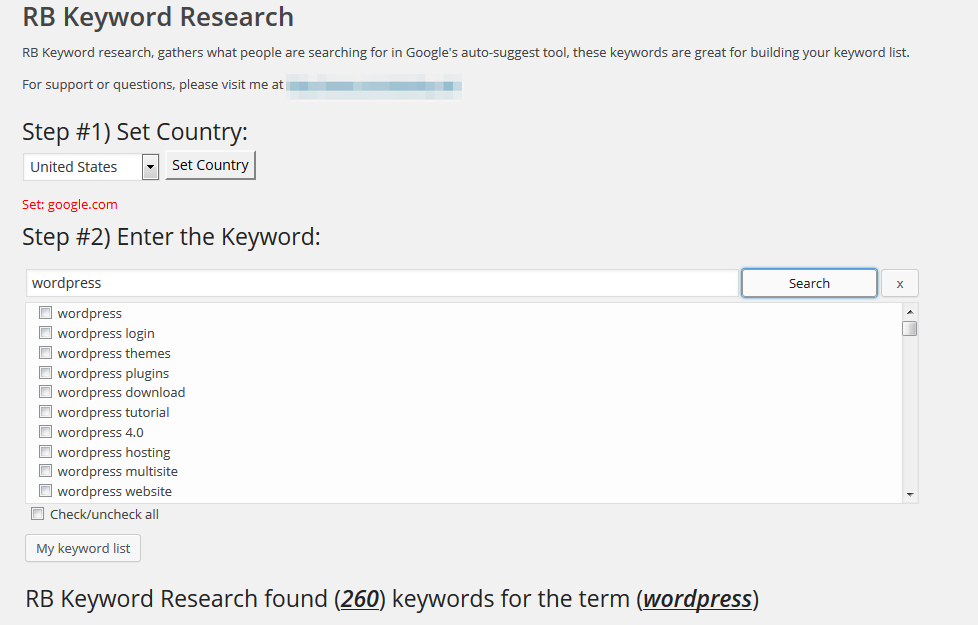 RB Keyword Research
RB Keyword research, gathers what people are searching for in Google's auto-suggest tool, these keywords are great for building your keyword list.
For support or questions, please visit me at
Step #1) Set Country:
United States Set Country
Set: google.com
Step #2) Enter the Keyword:
wordpress Search x
wordpress
wordpress login
wordpress themes
wordpress plugins
wordpress download
wordpress tutorial
wordpress 4.0
wordpress hosting
wordpress multisite
wordpress website
Check/uncheck all
My keyword list
RB Keyword Research found (260) keywords for the term (wordpress)